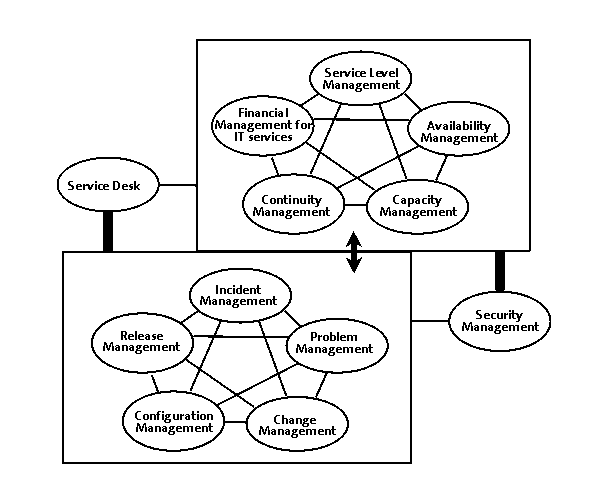 Service Level
Management
Financial
Management for
IT services
Availability
Management
Service Desk
Continuity
Management
Capacity
Management
Incident
Management
Release
Management
Problem
Management
Security
Management
Configuration
Management
Change
Management